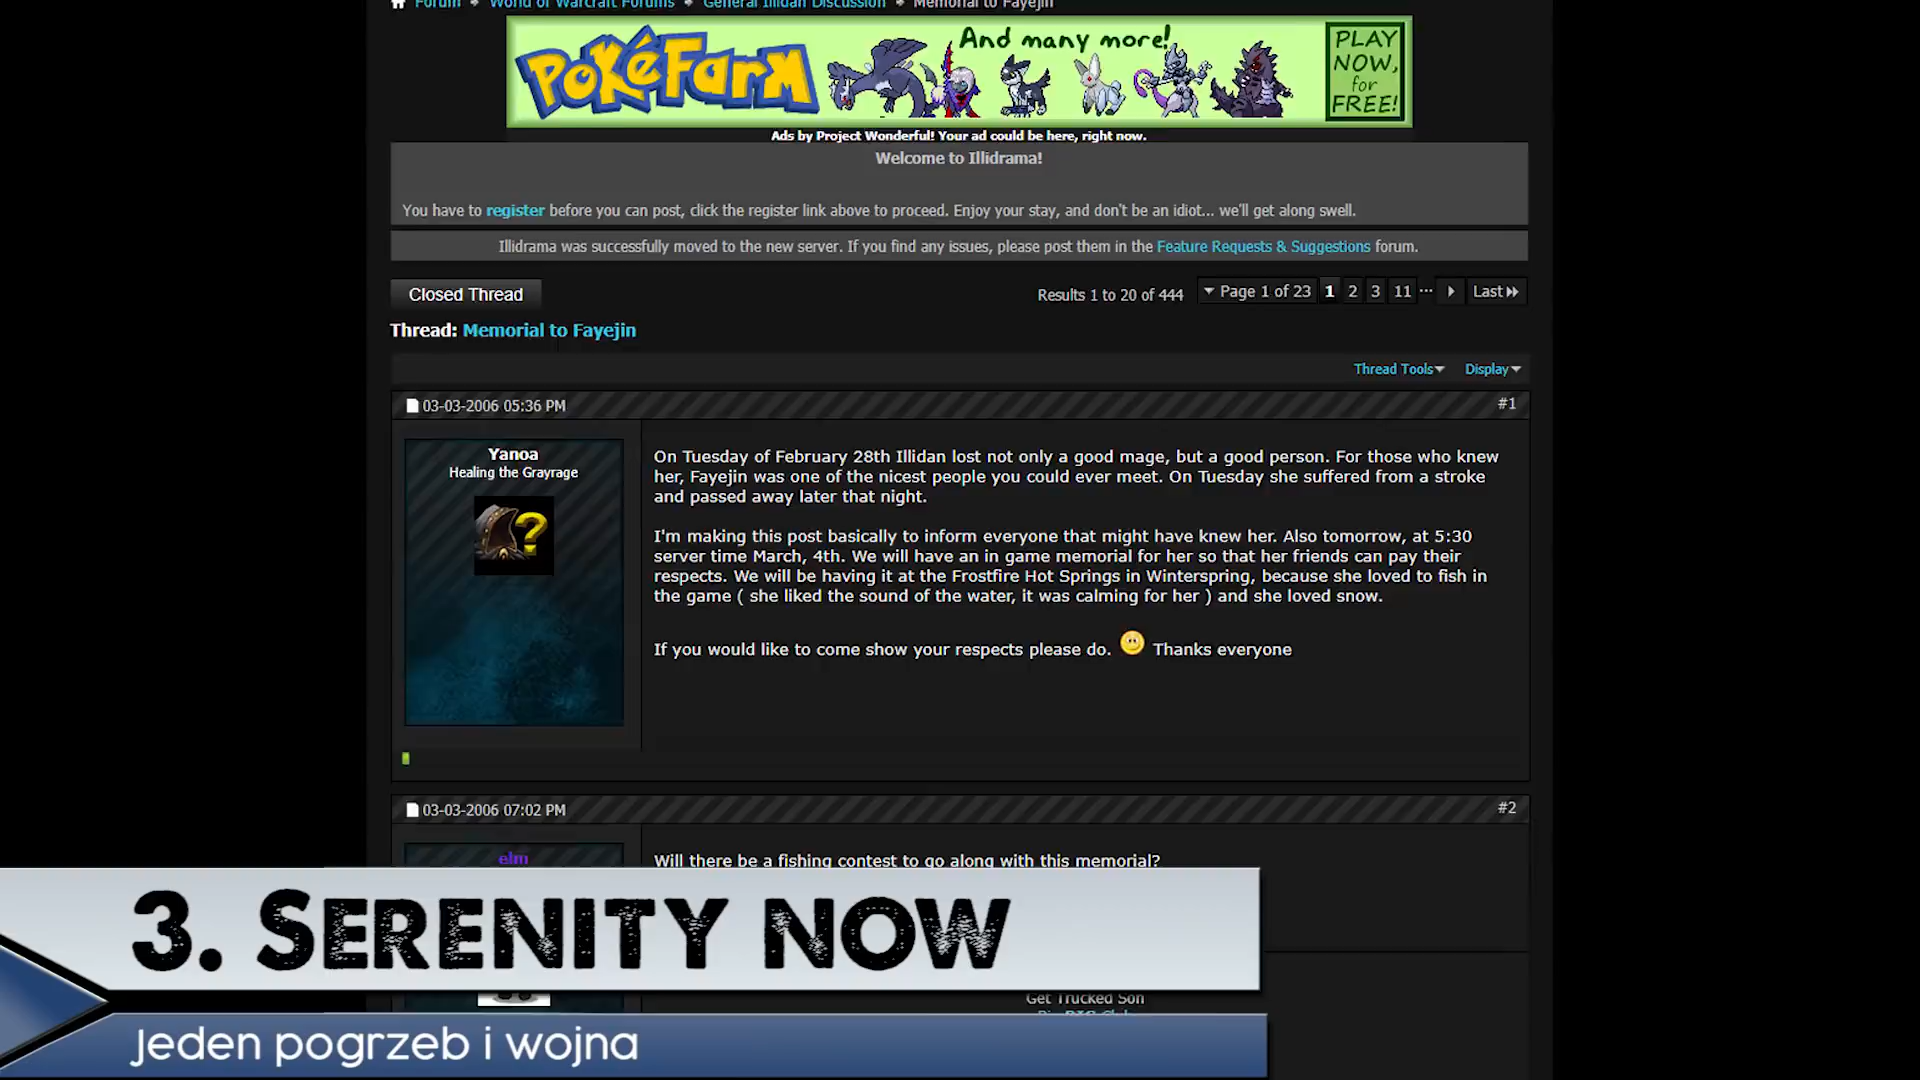 Forum World of Warcraft Forums General Illidan Discussion Memorial to Fayejin
PokéFarm
And many more!
PLAY
NOW,
for
FREE!
Ads by Project Wonderful! Your ad could be here, right now.
Welcome to Illidrama!
You have to register before you can post, click the register link above to proceed. Enjoy your stay, and don't be an idiot... we'll get along swell.
Illidrama was successfully moved to the new server. If you find any issues, please post them in the Feature Requests & Suggestions forum.
Closed Thread
Results 1 to 20 of 444
Page 1 of 23 1 2 3 11 ... Last
Thread: Memorial to Fayejin
Thread Tools Display
03-03-2006 05:36 PM #1
Yanoa
Healing the Grayrage
?
On Tuesday of February 28th Illidan lost not only a good mage, but a good person. For those who knew
her, Fayejin was one of the nicest people you could ever meet. On Tuesday she suffered from a stroke
and passed away later that night.
I'm making this post basically to inform everyone that might have knew her. Also tomorrow, at 5:30
server time March, 4th. We will have an in game memorial for her so that her friends can pay their
respects. We will be having it at the Frostfire Hot Springs in Winterspring, because she loved to fish in
the game ( she liked the sound of the water, it was calming for her ) and she loved snow.
If you would like to come show your respects please do. Thanks everyone
03-03-2006 07:02 PM #2
elm
Will there be a fishing contest to go along with this memorial?
Get Trucked Son
3. SERENITY NOW
Jeden pogrzeb i wojna